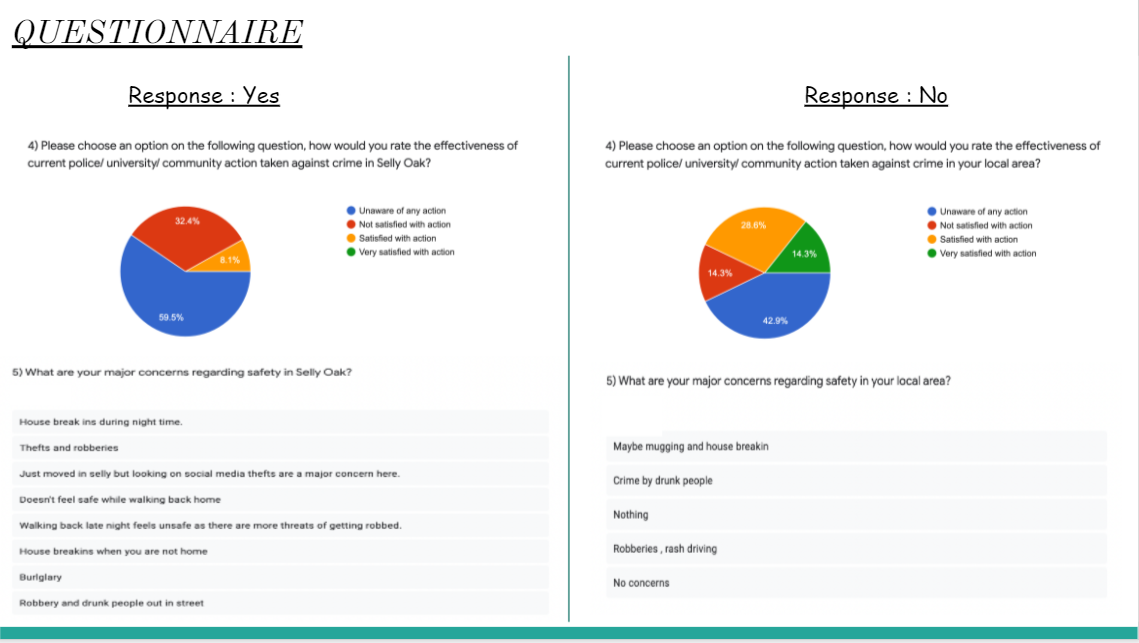 QUESTIONNAIRE
Response : Yes
4) Please choose an option on the following question, how would you rate the effectiveness of
current police/ university/ community action taken against crime in Selly Oak?
32.4%
8.1%
59.5%
Unaware of any action
Not satisfied with action
Satisfied with action
Very satisfied with action
5) What are your major concerns regarding safety in Selly Oak?
House break ins during night time.
Thefts and robberies
Just moved in selly but looking on social media thefts are a major concern here.
Doesn't feel safe while walking back home
Walking back late night feels unsafe as there are more threats of getting robbed.
House breakins when you are not home
Burlglary
Robbery and drunk people out in street
Response : No
4) Please choose an option on the following question, how would you rate the effectiveness of
current police/ university/ community action taken against crime in your local area?
28.6%
14.3%
14.3%
42.9%
Unaware of any action
Not satisfied with action
Satisfied with action
Very satisfied with action
5) What are your major concerns regarding safety in your local area?
Maybe mugging and house breakin
Crime by drunk people
Nothing
Robberies , rash driving
No concerns